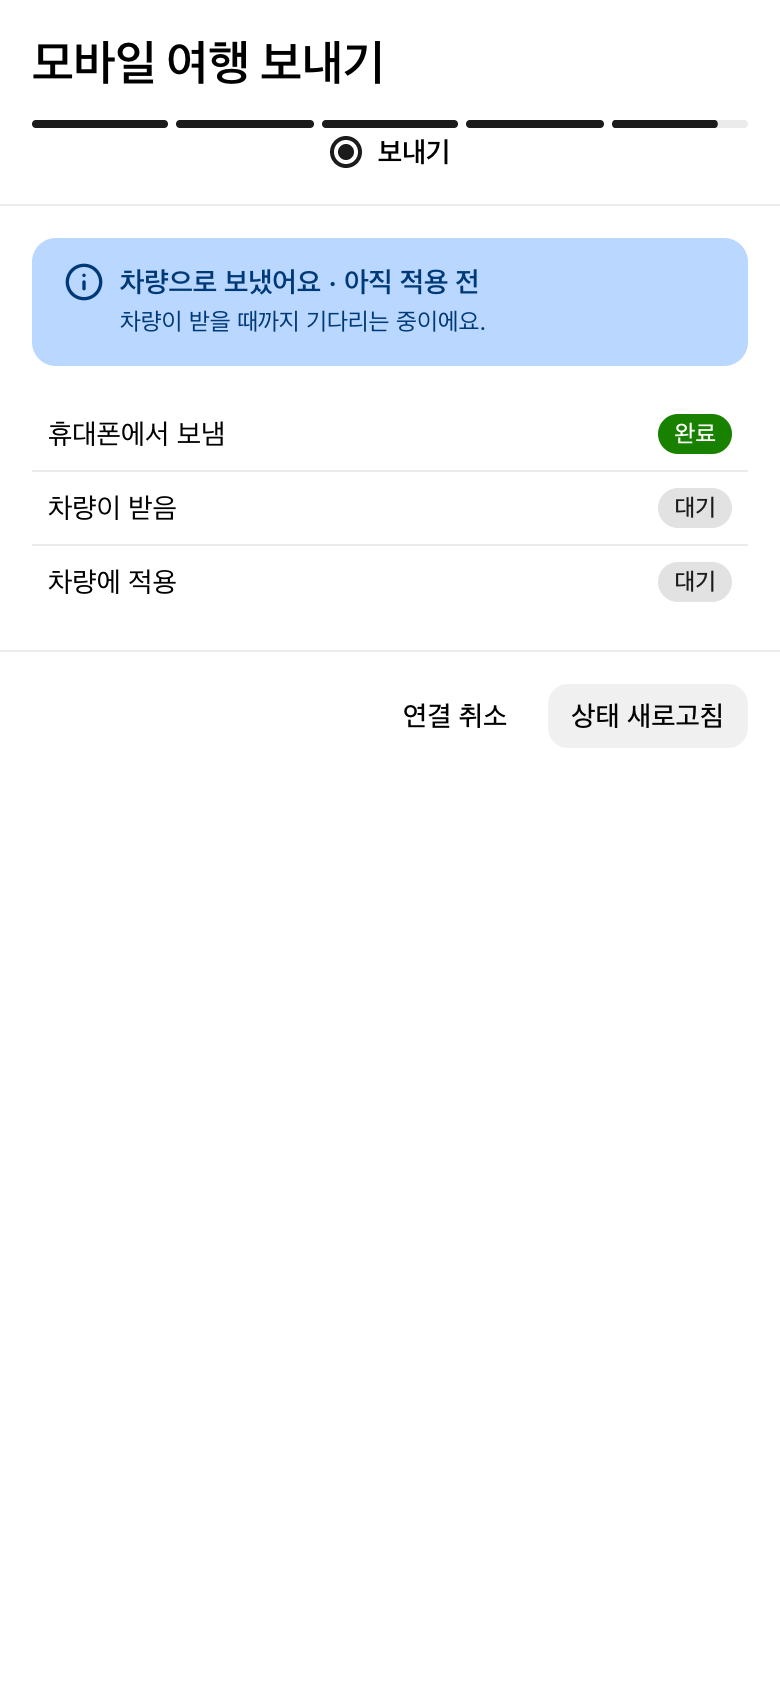 모바일 여행 보내기
보내기
차량으로 보냈어요 · 아직 적용 전
차량이 받을 때까지 기다리는 중이에요.
휴대폰에서 보냄 완료
차량이 받음 대기
차량에 적용 대기
연결 취소 상태 새로고침